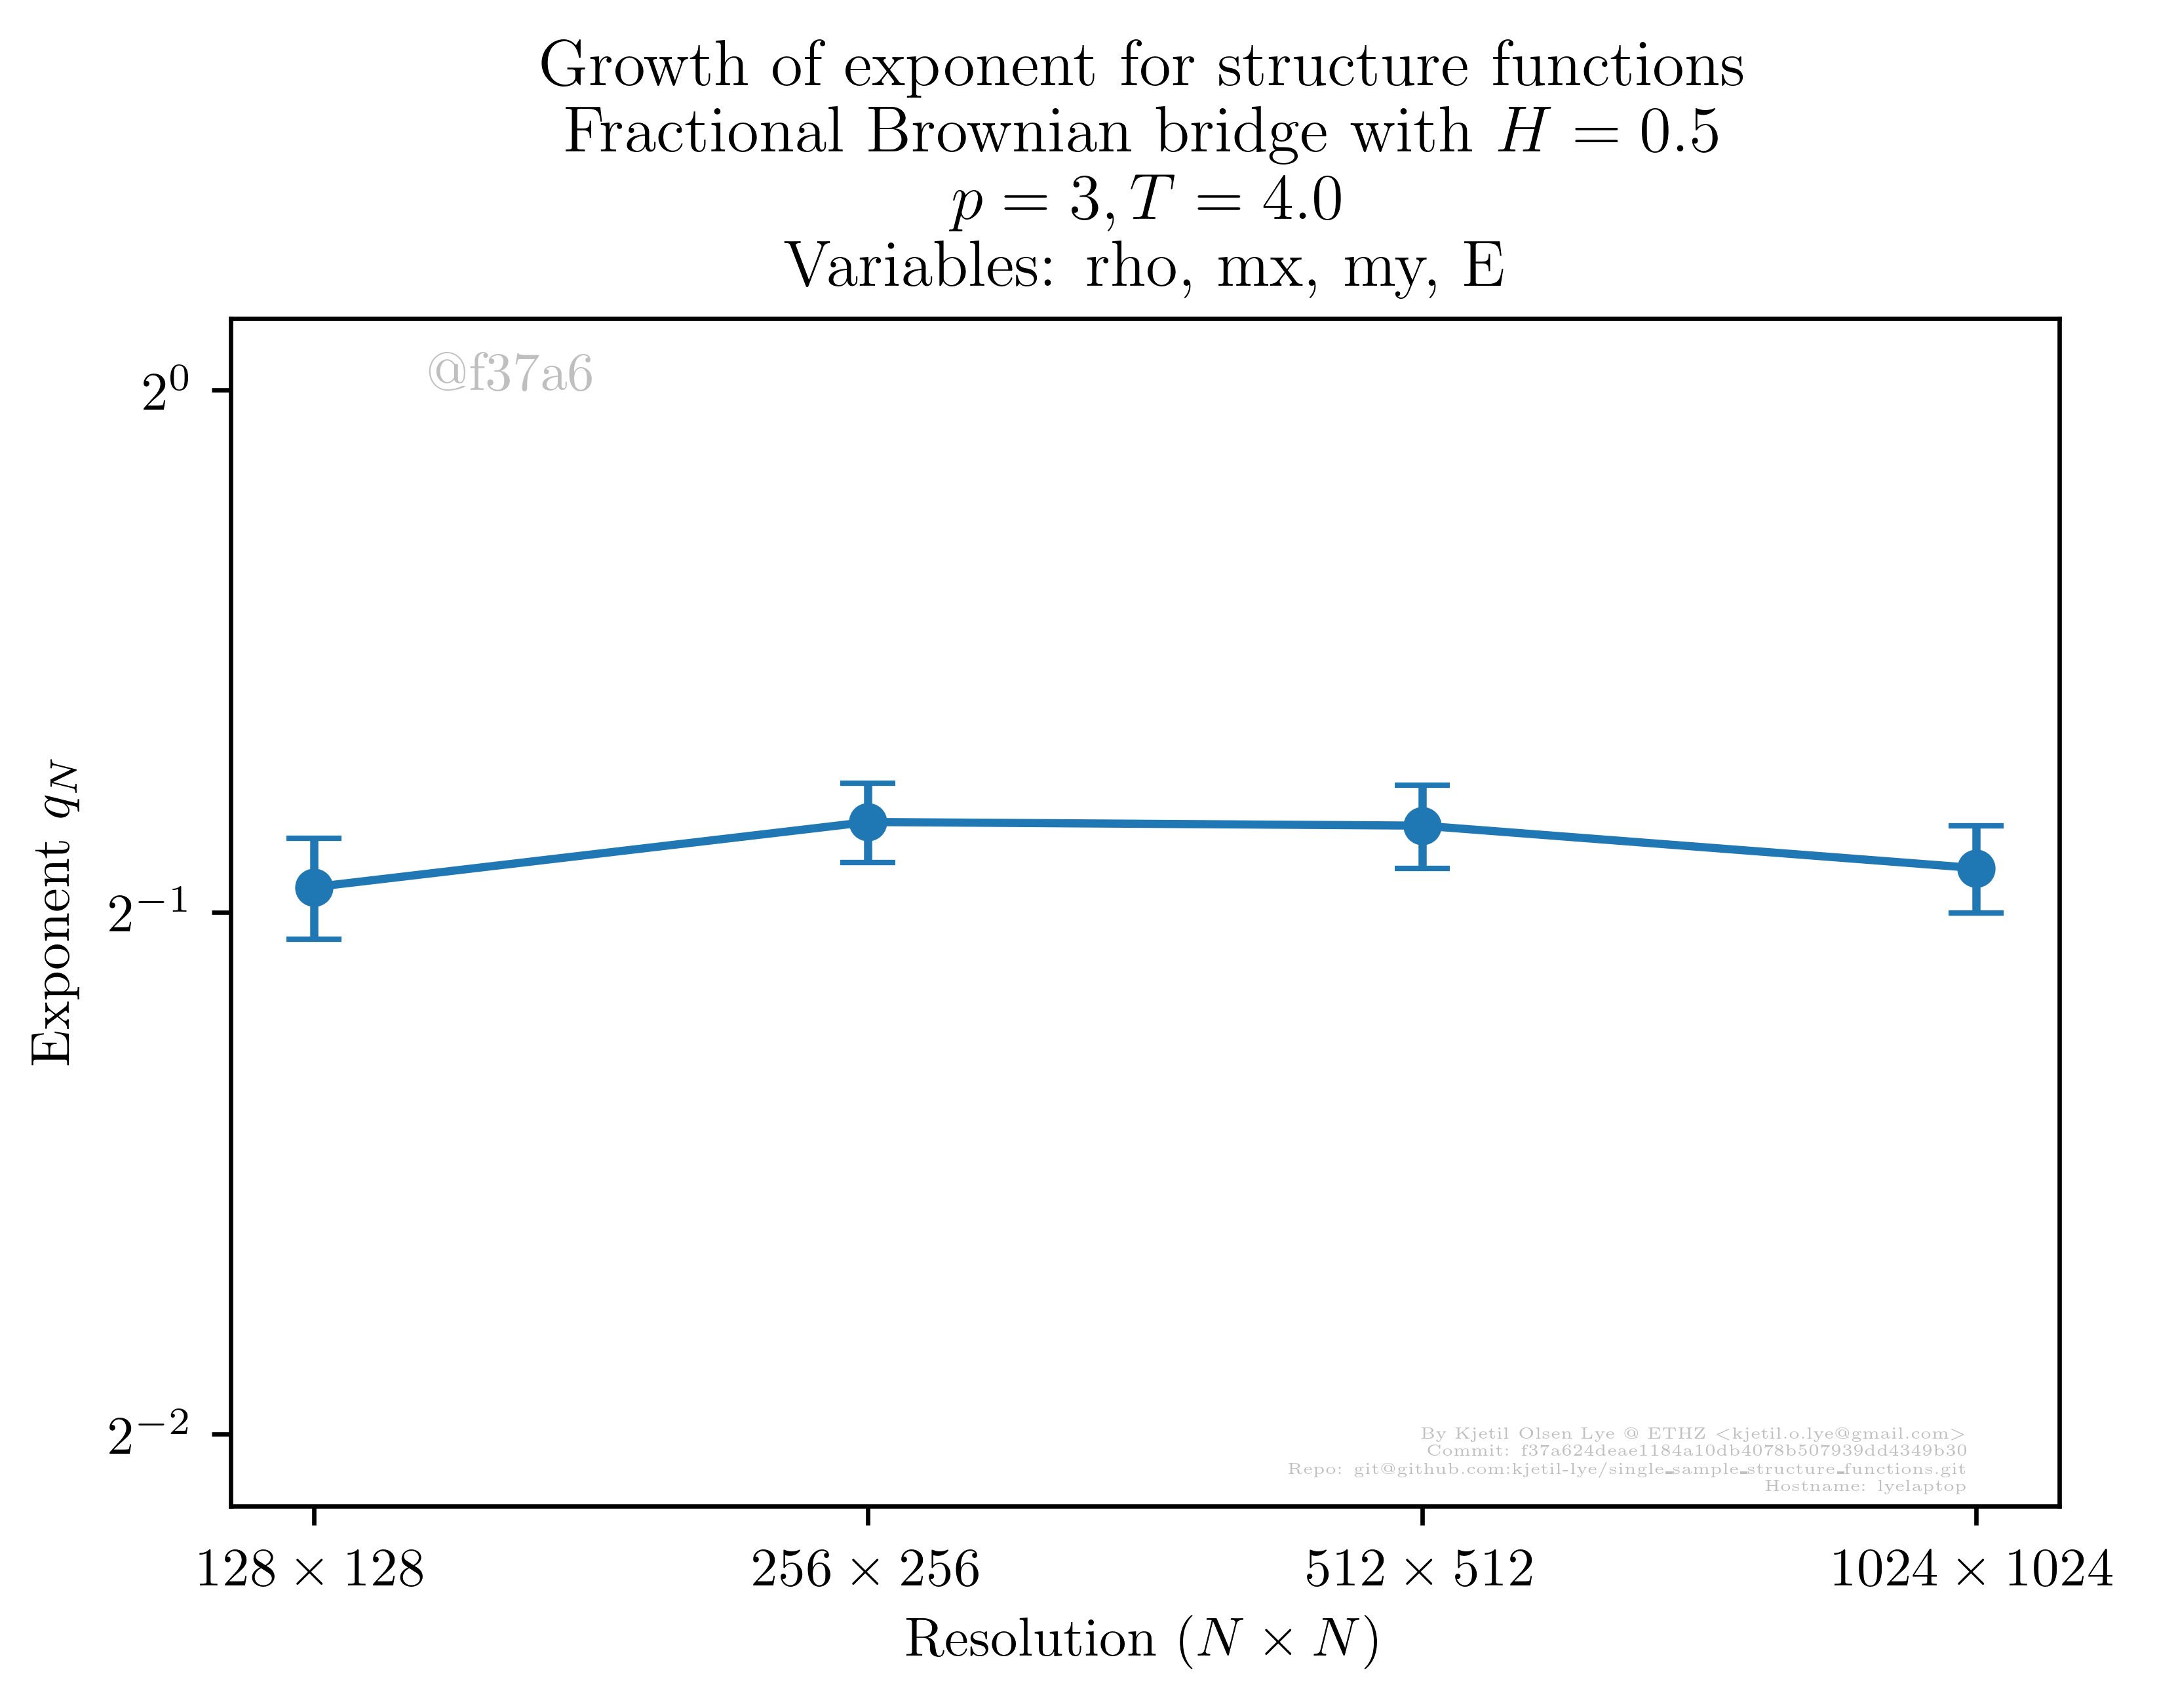 Growth of exponent for structure functions
Fractional Brownian bridge with H = 0.5
p = 3, T = 4.0
Variables: rho, mx, my, E
@f37a6
2^0
2^{-1}
2^{-2}
Exponent q_N
By Kjetil Olsen Lye @ ETHZ <kjetil.o.lye@gmail.com>
Commit: f37a624deae1184a10db4078b507939dd4349b30
Repo: git@github.com:kjetil-lye/single_sample_structure_functions.git
Hostname: lyelaptop
128 × 128
256 × 256
512 × 512
1024 × 1024
Resolution (N × N)